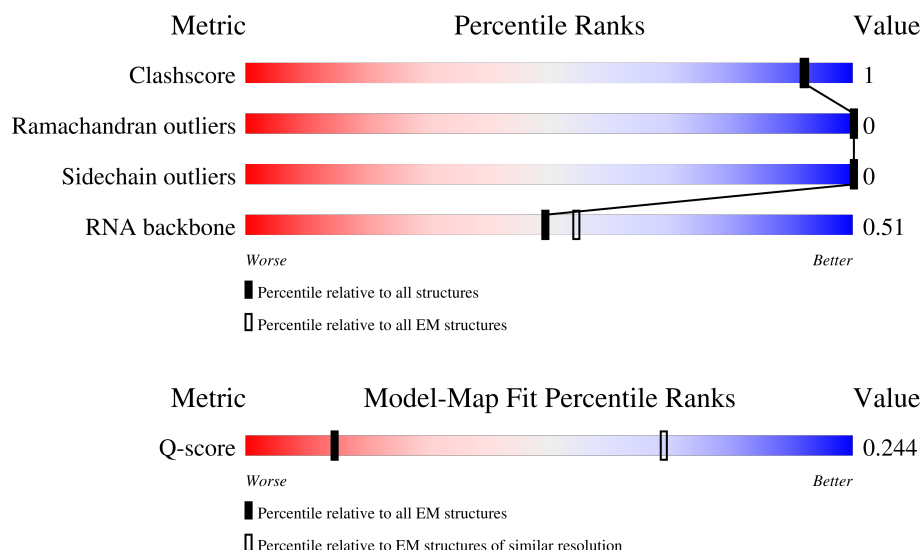 Metric Percentile Ranks Value
Clashscore 1
Ramachandran outliers 0
Sidechain outliers 0
RNA backbone 0.51
Worse Better
Percentile relative to all structures
Percentile relative to all EM structures
Metric Model-Map Fit Percentile Ranks Value
Q-score 0.244
Worse Better
Percentile relative to all EM structures
Percentile relative to EM structures of similar resolution